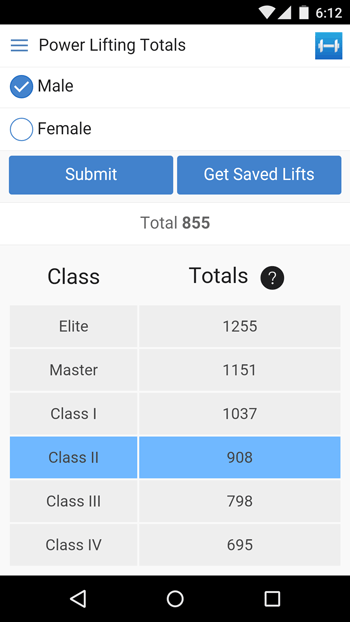 6:12
Power Lifting Totals
Male
Female
Submit Get Saved Lifts
Total 855
Class Totals ?
Elite 1255
Master 1151
Class I 1037
Class II 908
Class III 798
Class IV 695